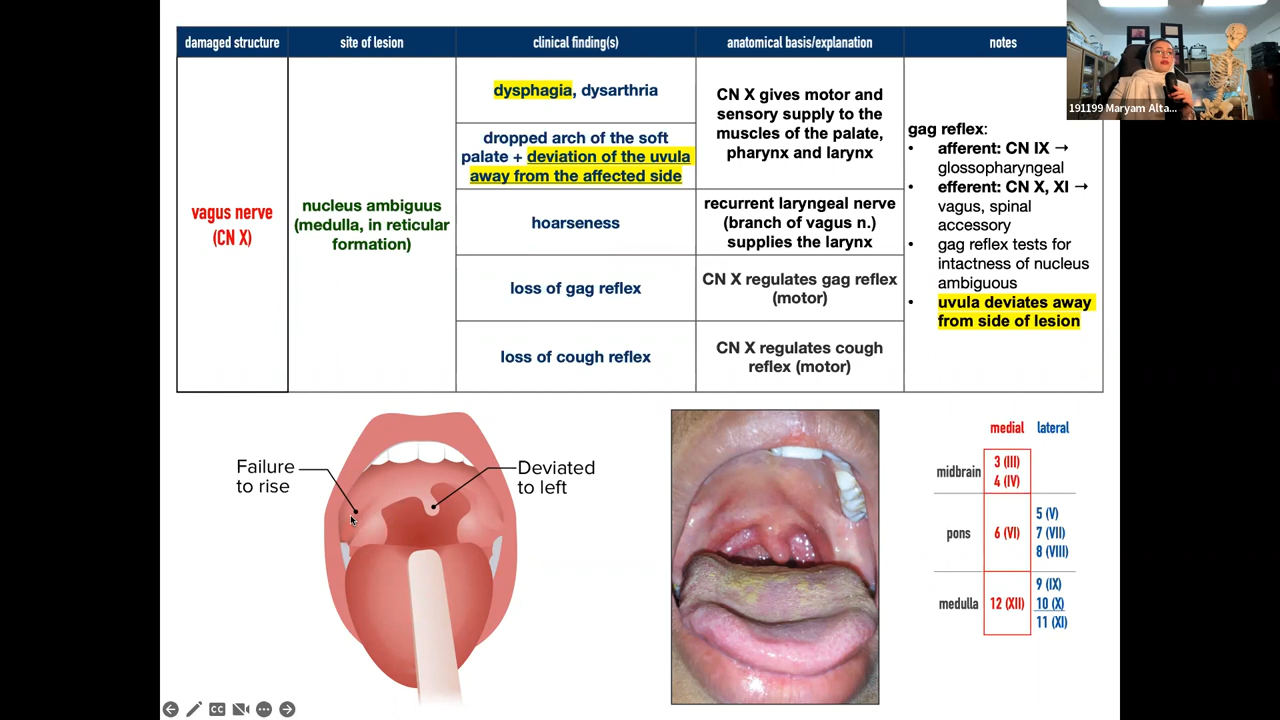 damaged structure
site of lesion
clinical finding(s)
anatomical basis/explanation
notes
191199 Maryam Alta...
vagus nerve
(CN X)
nucleus ambiguus
(medulla, in reticular
formation)
dysphagia, dysarthria
dropped arch of the soft
palate + deviation of the uvula
away from the affected side
CN X gives motor and
sensory supply to the
muscles of the palate,
pharynx and larynx
hoarseness
recurrent laryngeal nerve
(branch of vagus n.)
supplies the larynx
loss of gag reflex
CN X regulates gag reflex
(motor)
loss of cough reflex
CN X regulates cough
reflex (motor)
gag reflex:
• afferent: CN IX →
glossopharyngeal
• efferent: CN X, XI →
vagus, spinal
accessory
• gag reflex tests for
intactness of nucleus
ambiguous
• uvula deviates away
from side of lesion
Failure
to rise
Deviated
to left
medial lateral
midbrain
3 (III)
4 (IV)
pons
6 (VI)
5 (V)
7 (VII)
8 (VIII)
medulla
12 (XII)
9 (IX)
10 (X)
11 (XI)
CC